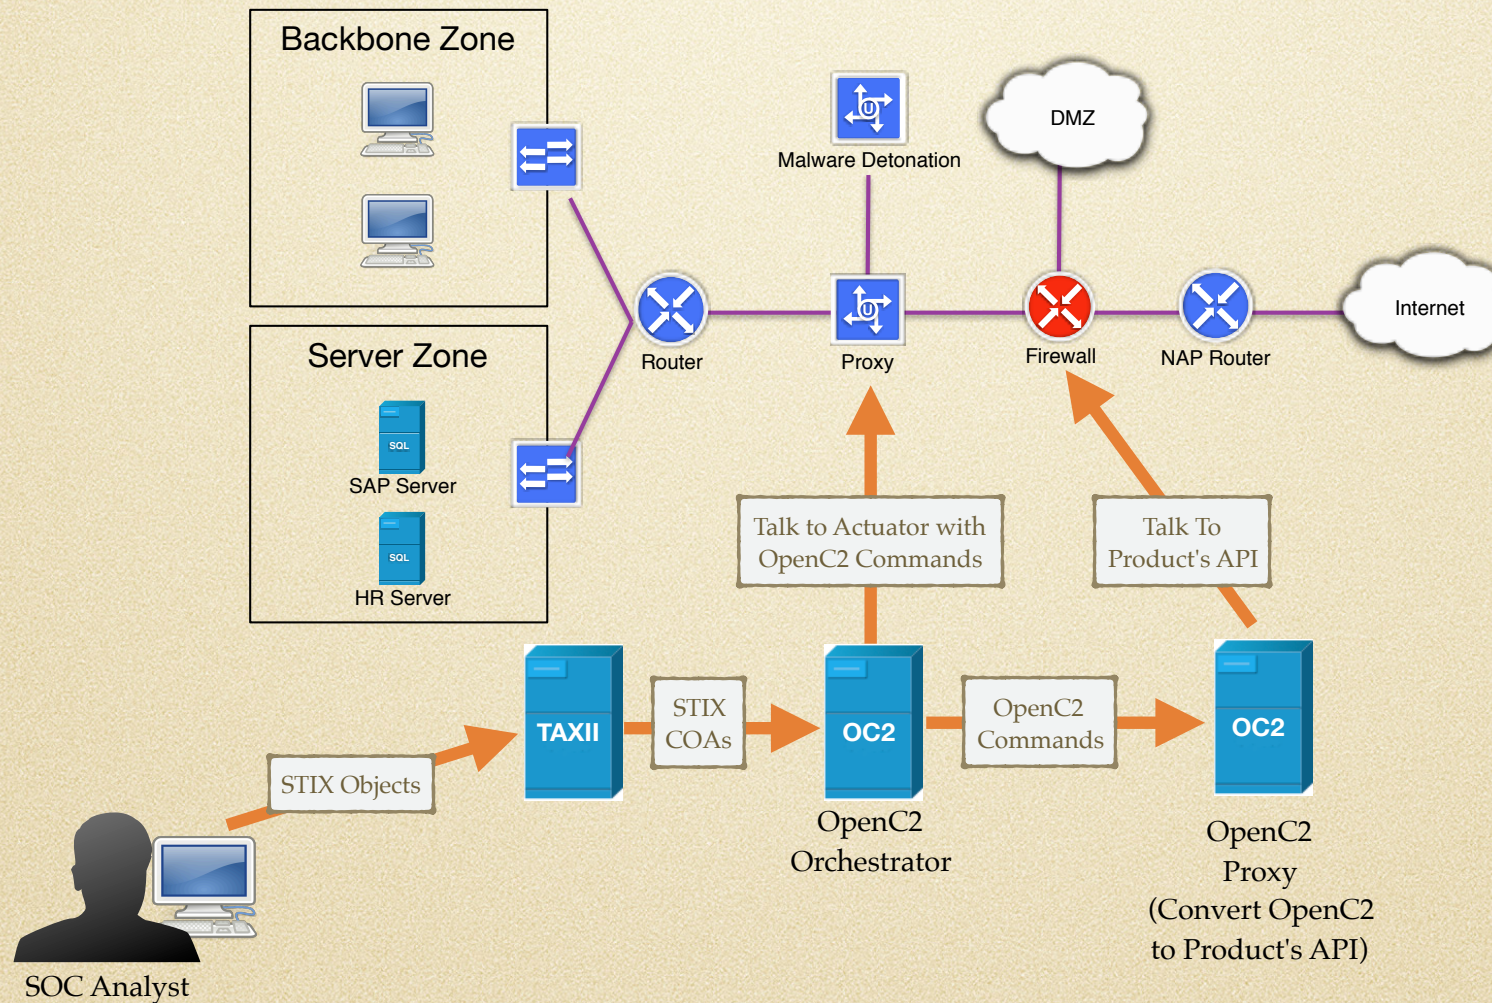 Backbone Zone
DMZ
Malware Detonation
Internet
Server Zone
Router
Proxy
Firewall
NAP Router
SQL
SAP Server
SQL
HR Server
Talk to Actuator with
OpenC2 Commands
Talk To
Product's API
TAXII
STIX
COAs
OC2
OpenC2
Commands
OC2
STIX Objects
OpenC2
Orchestrator
OpenC2
Proxy
(Convert OpenC2
to Product's API)
SOC Analyst
U
U